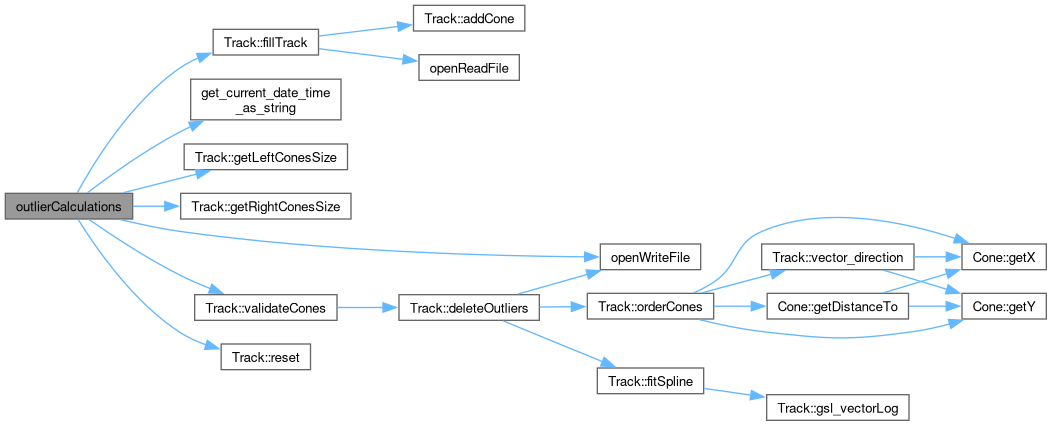 Track::addCone
Track::fillTrack
openReadFile
get_current_date_time
_as_string
Track::getLeftConesSize
outlierCalculations
Track::getRightConesSize
openWriteFile
Track::vector_direction
Cone::getX
Track::validateCones
Track::deleteOutliers
Track::orderCones
Cone::getDistanceTo
Cone::getY
Track::reset
Track::fitSpline
Track::gsl_vectorLog